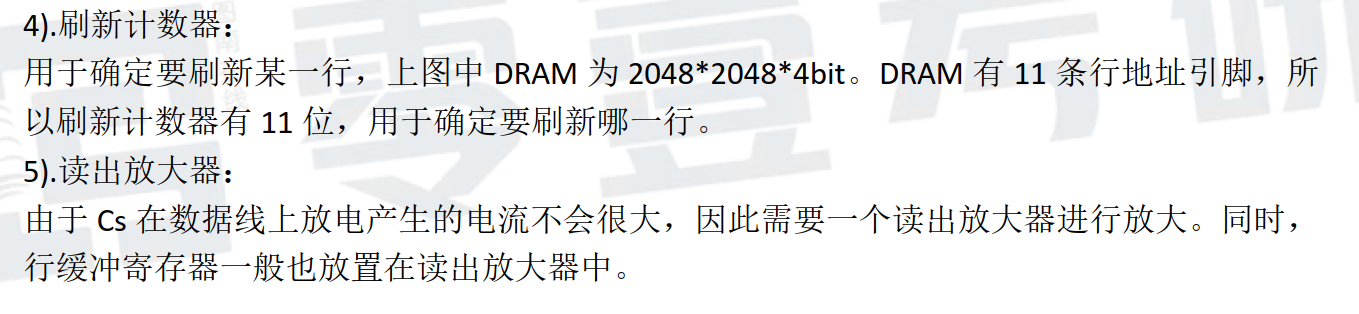 4).刷新计数器：
用于确定要刷新某一行，上图中 DRAM 为 2048*2048*4bit。DRAM 有 11 条行地址引脚，所
以刷新计数器有 11 位，用于确定要刷新哪一行。
5).读出放大器：
由于 Cs 在数据线上放电产生的电流不会很大，因此需要一个读出放大器进行放大。同时，
行缓冲寄存器一般也放置在读出放大器中。